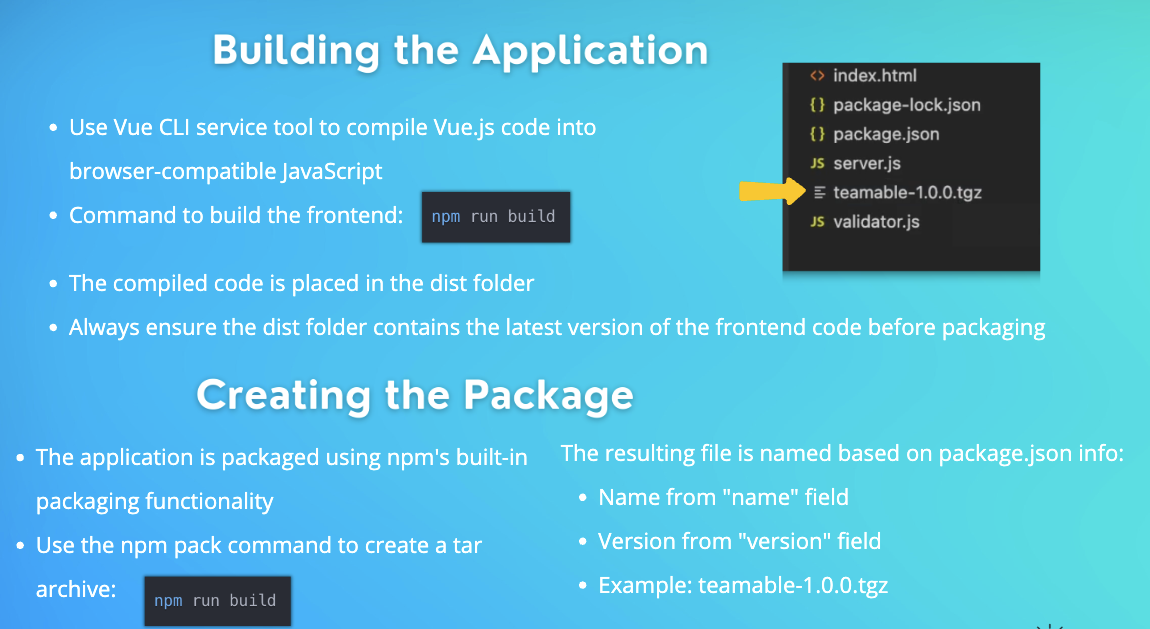 Building the Application
• Use Vue CLI service tool to compile Vue.js code into
browser-compatible JavaScript
• Command to build the frontend: npm run build
• The compiled code is placed in the dist folder
• Always ensure the dist folder contains the latest version of the frontend code before packaging
<> index.html
{} package-lock.json
{} package.json
JS server.js
teamable-1.0.0.tgz
JS validator.js
Creating the Package
• The application is packaged using npm's built-in
packaging functionality
• Use the npm pack command to create a tar
archive: npm run build
The resulting file is named based on package.json info:
• Name from "name" field
• Version from "version" field
• Example: teamable-1.0.0.tgz